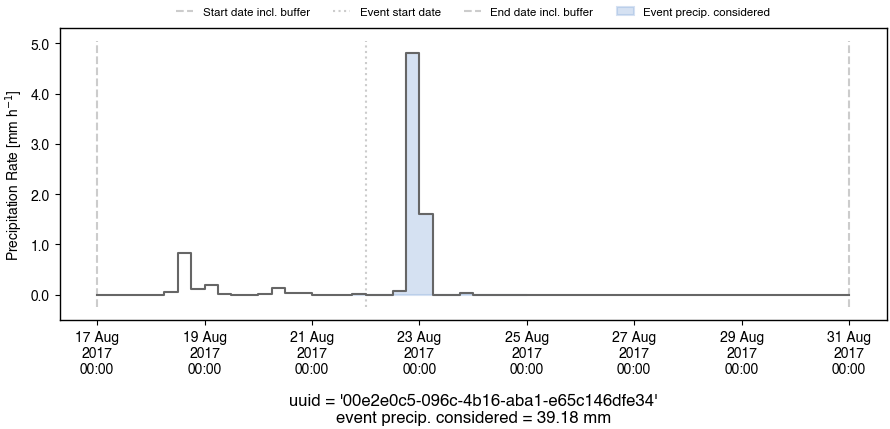 Start date incl. buffer Event start date End date incl. buffer Event precip. considered
Precipitation Rate [mm h⁻¹]
5.0
4.0
3.0
2.0
1.0
0.0
17 Aug 19 Aug 21 Aug 23 Aug 25 Aug 27 Aug 29 Aug 31 Aug
2017 2017 2017 2017 2017 2017 2017 2017
00:00 00:00 00:00 00:00 00:00 00:00 00:00 00:00
uuid = '00e2e0c5-096c-4b16-aba1-e65c146dfe34'
event precip. considered = 39.18 mm